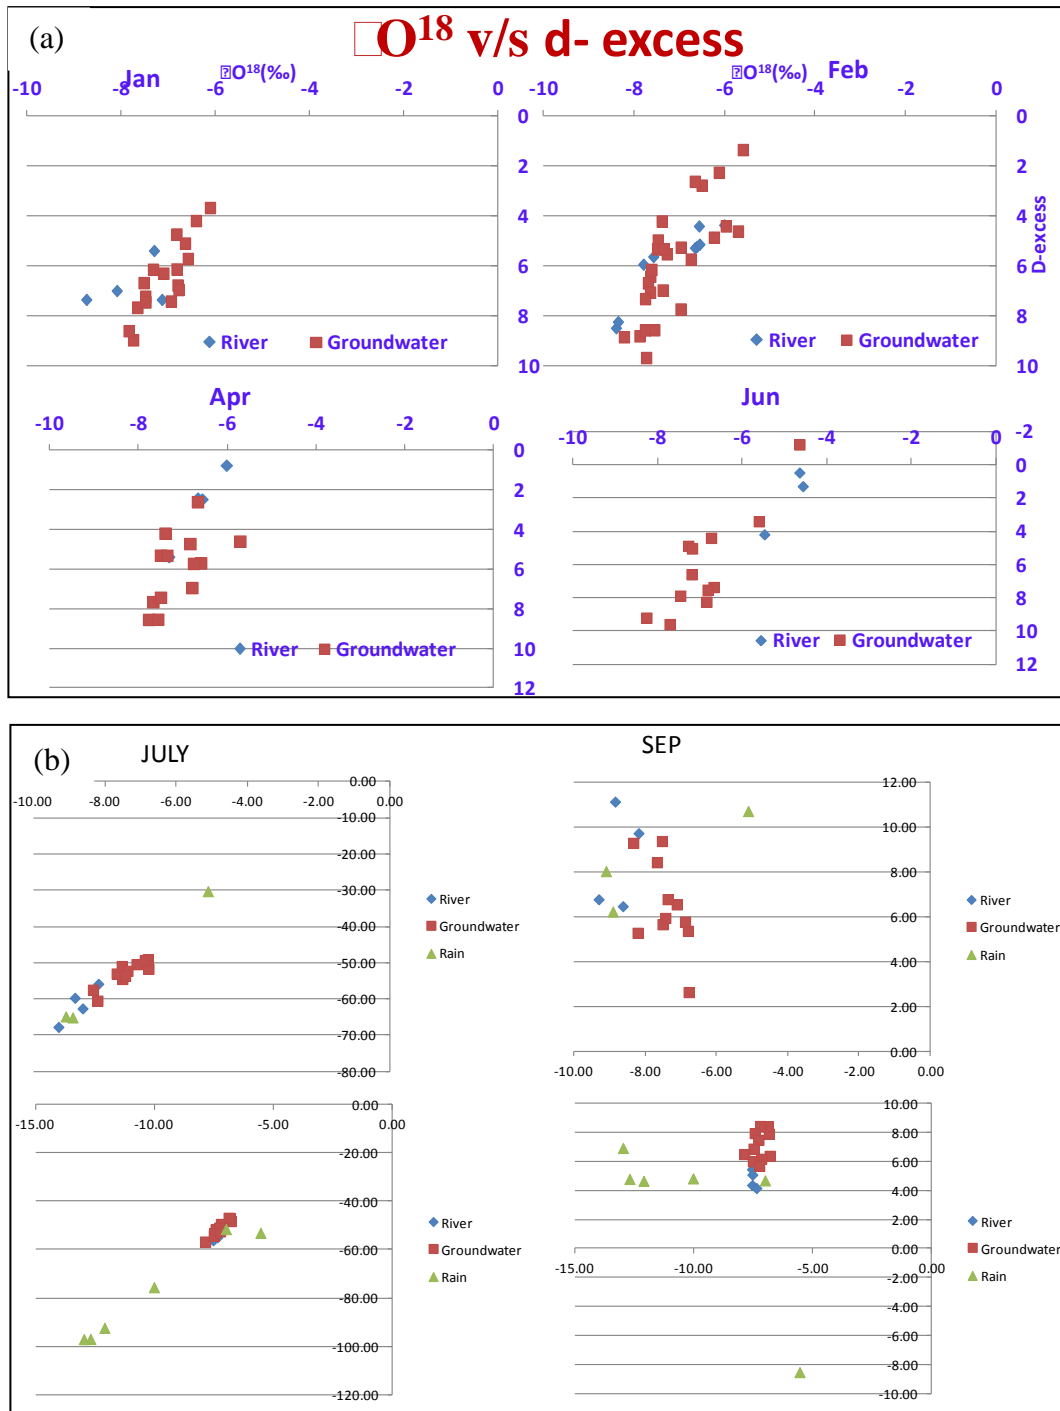 (a)
O¹⁸ v/s d- excess
Jan
O¹⁸(‰)
-10 -8 -6 -4 -2 0
River Groundwater
O¹⁸(‰)
Feb
-10 -8 -6 -4 -2 0
0
2
4
6
8
10
D-excess
River Groundwater
Apr
-10 -8 -6 -4 -2 0
0
2
4
6
8
10
12
River Groundwater
Jun
-10 -8 -6 -4 -2 0
-2
0
2
4
6
8
10
12
River Groundwater
0
2
4
6
8
10
(b)
JULY
0.00
-10.00 -8.00 -6.00 -4.00 -2.00 0.00
-10.00
-20.00
-30.00
-40.00
-50.00
-60.00
-70.00
-80.00
River
Groundwater
Rain
SEP
12.00
10.00
8.00
6.00
4.00
2.00
0.00
-10.00 -8.00 -6.00 -4.00 -2.00 0.00
River
Groundwater
Rain
0.00
-15.00 -10.00 -5.00 0.00
-20.00
-40.00
-60.00
-80.00
-100.00
-120.00
River
Groundwater
Rain
10.00
8.00
6.00
4.00
2.00
0.00
-15.00 -10.00 -5.00 0.00
-2.00
-4.00
-6.00
-8.00
-10.00
River
Groundwater
Rain